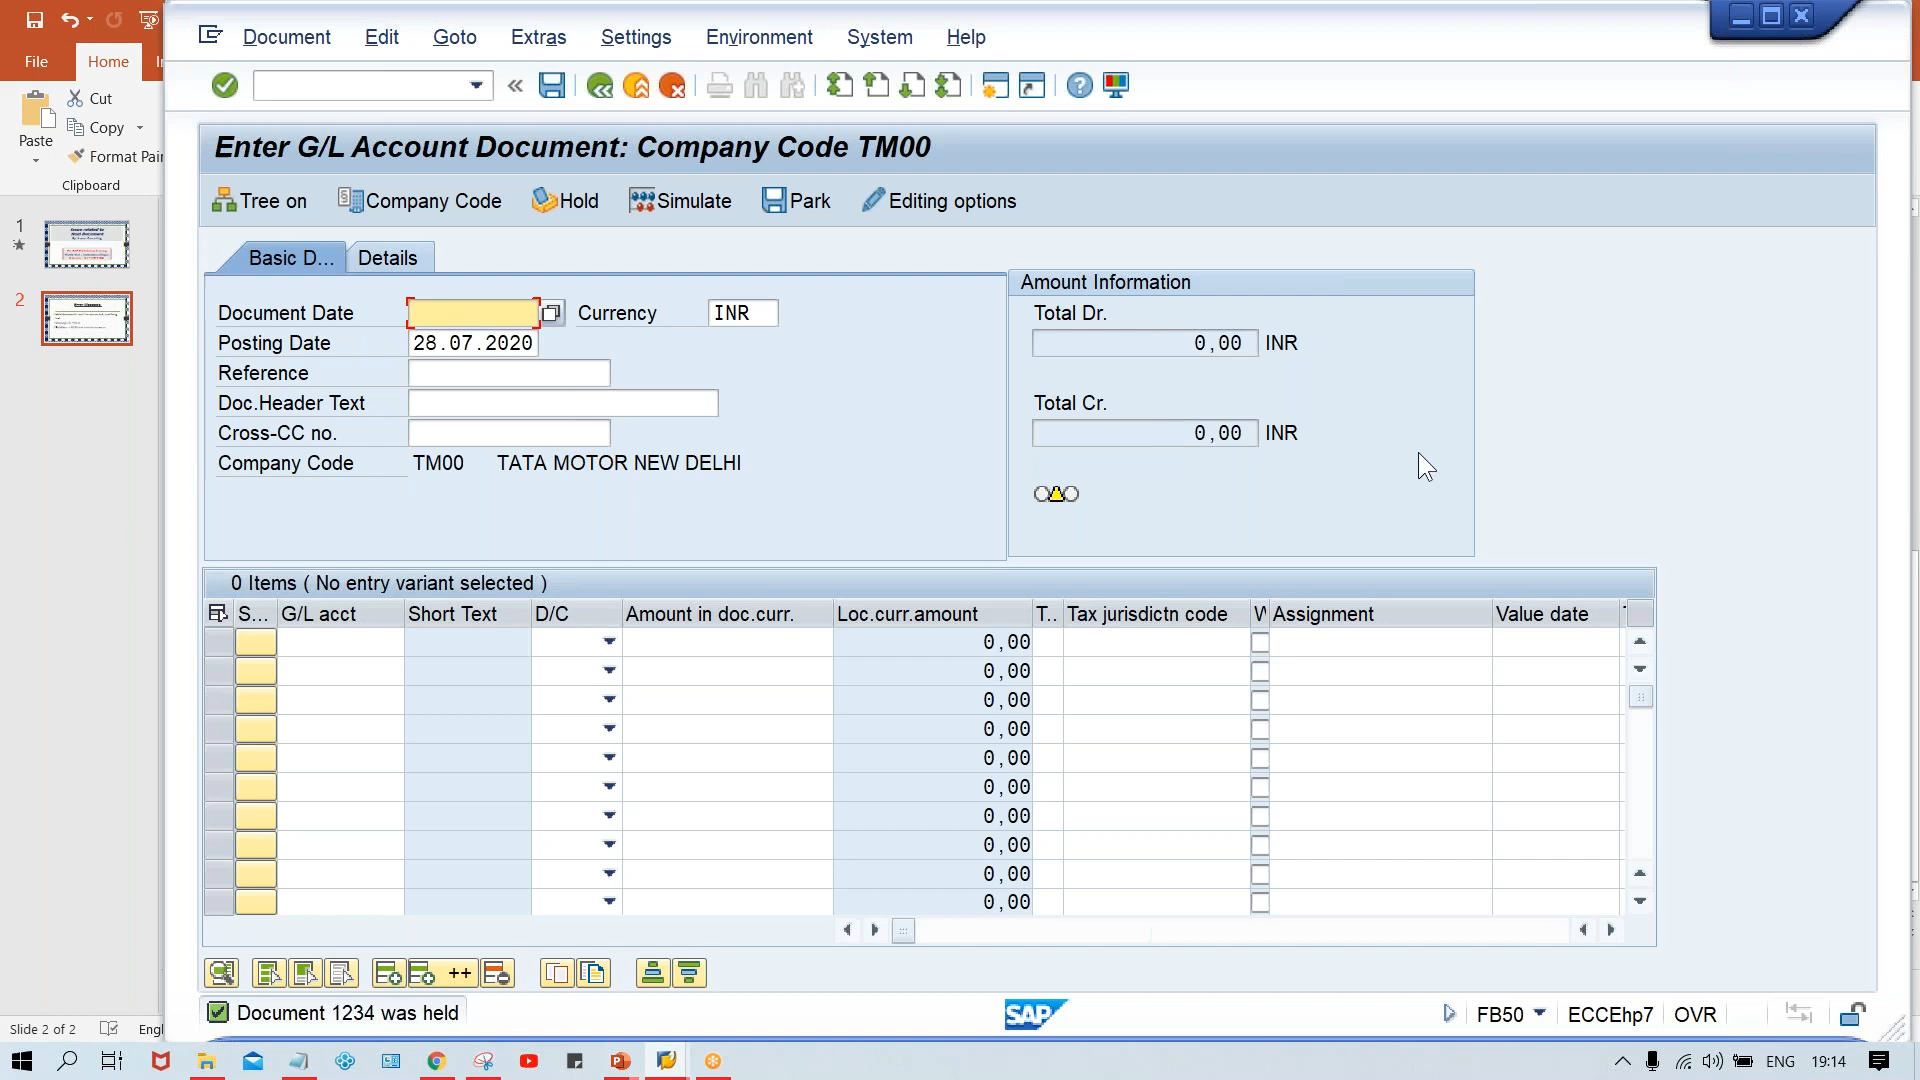 Document Edit Goto Extras Settings Environment System Help
File Home
Cut
Copy
Paste
Format Pai
Clipboard
Enter G/L Account Document: Company Code TM00
Tree on Company Code Hold Simulate Park Editing options
1
2
Basic D... Details
Document Date Currency INR
Posting Date 28.07.2020
Reference
Doc.Header Text
Cross-CC no.
Company Code TM00 TATA MOTOR NEW DELHI
Amount Information
Total Dr.
0,00 INR
Total Cr.
0,00 INR
0 Items ( No entry variant selected )
S... G/L acct Short Text D/C Amount in doc.curr. Loc.curr.amount T.. Tax jurisdictn code V Assignment Value date
0,00
0,00
0,00
0,00
0,00
0,00
0,00
0,00
0,00
0,00
Document 1234 was held
SAP
FB50 ECCEhp7 OVR
Slide 2 of 2 Engl
ENG 19:14